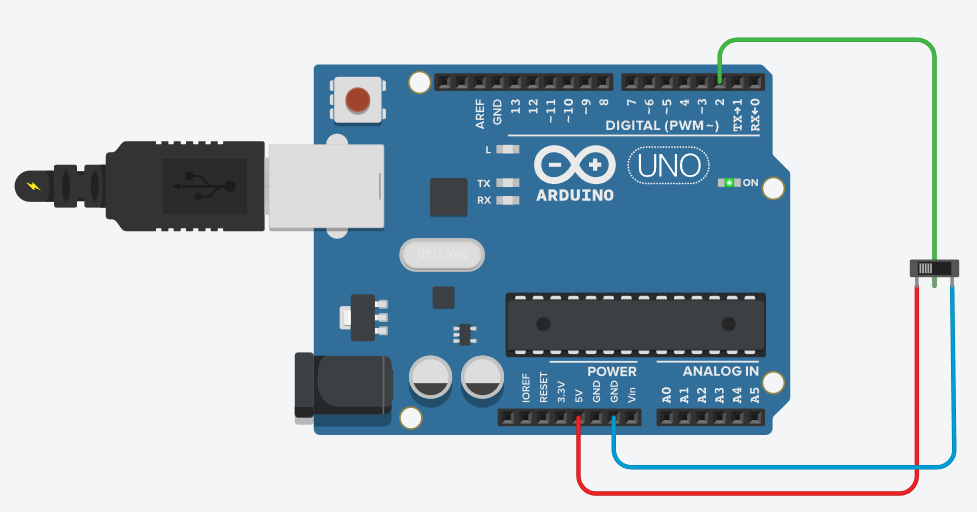 AREF
GND
13
12
~11
~10
~9
8
7
~6
~5
4
~3
2
TX→1
RX←0
DIGITAL (PWM~)
L
TX
RX
UNO
ARDUINO
ON
POWER
ANALOG IN
IOREF
RESET
3.3V
5V
GND
GND
Vin
A0
A1
A2
A3
A4
A5